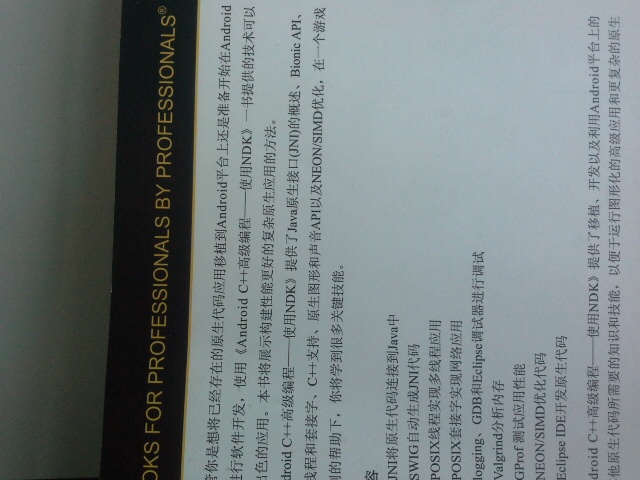 OKS FOR PROFESSIONALS BY PROFESSIONALS®
你是想将已经存在的原生代码应用移植到Android平台上还是准备开始在Android
行软件开发，使用《Android C++高级编程——使用NDK》一书提供的技术可以
出色的应用。本书将展示构建性能更好的复杂原生应用的方法。
droid C++高级编程——使用NDK》提供了Java原生接口(JNI)的概述、Bionic API、
线程和套接字、C++支持、原生图形和声音API以及NEON/SIMD优化，在一个游戏
的帮助下，你将学到很多关键技能。
容
JNI将原生代码连接到Java中
SWIG自动生成JNI代码
POSIX线程实现多线程应用
POSIX套接字实现网络应用
logging、GDB和Eclipse调试器进行调试
Valgrind分析内存
GProf 测试应用性能
NEON/SIMD优化代码
Eclipse IDE开发原生代码
droid C++高级编程——使用NDK》提供了移植、开发以及利用Android平台上的
他原生代码所需要的知识和技能，以便于运行图形化的高级应用和更复杂的原生